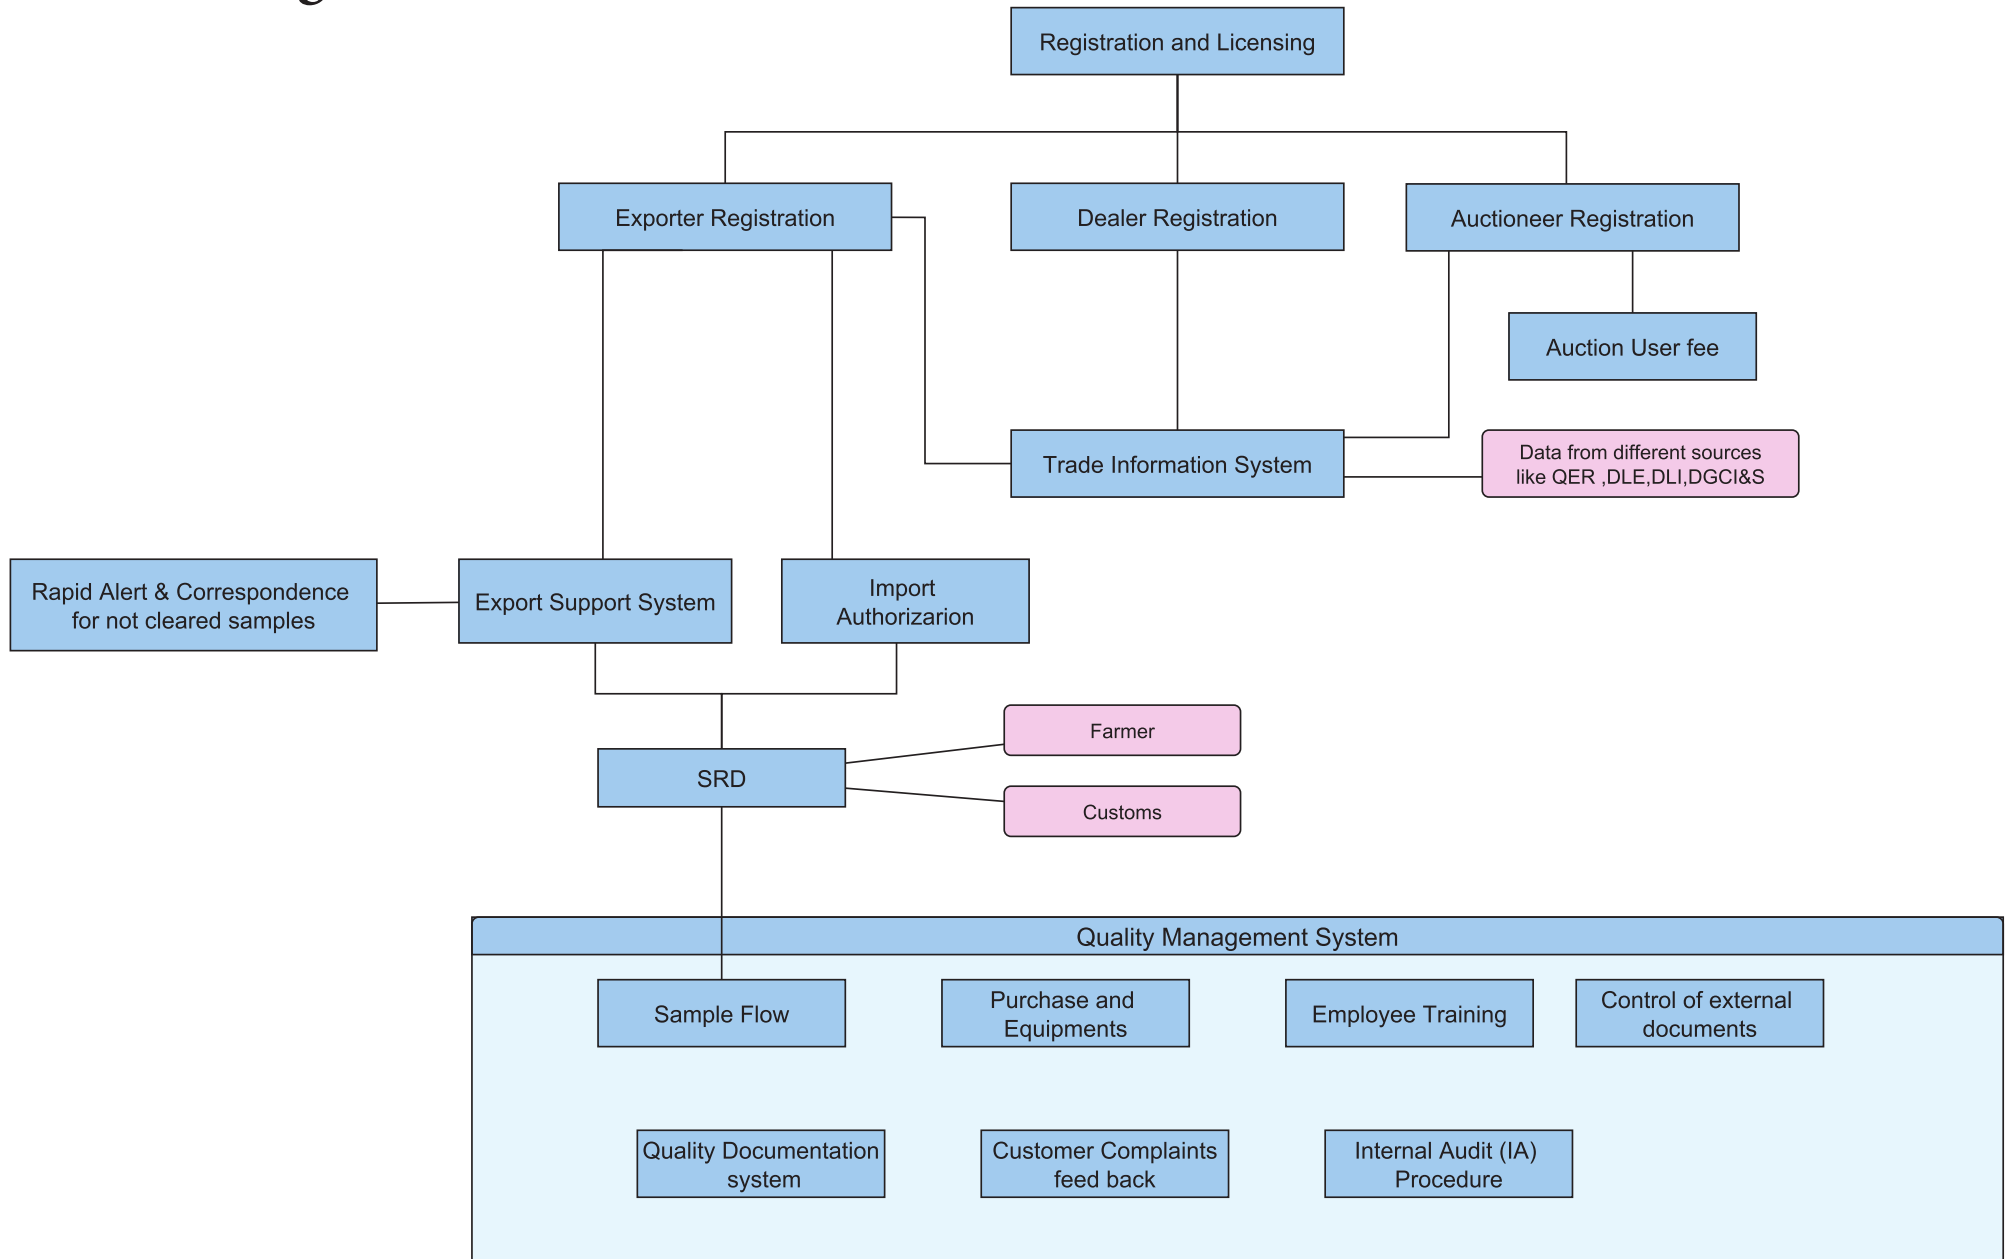 Registration and Licensing
Exporter Registration
Dealer Registration
Auctioneer Registration
Auction User fee
Trade Information System
Data from different sources
like QER ,DLE,DLI,DGCI&S
Rapid Alert & Correspondence
for not cleared samples
Export Support System
Import
Authorizarion
Farmer
SRD
Customs
Quality Management System
Sample Flow
Purchase and
Equipments
Employee Training
Control of external
documents
Quality Documentation
system
Customer Complaints
feed back
Internal Audit (IA)
Procedure